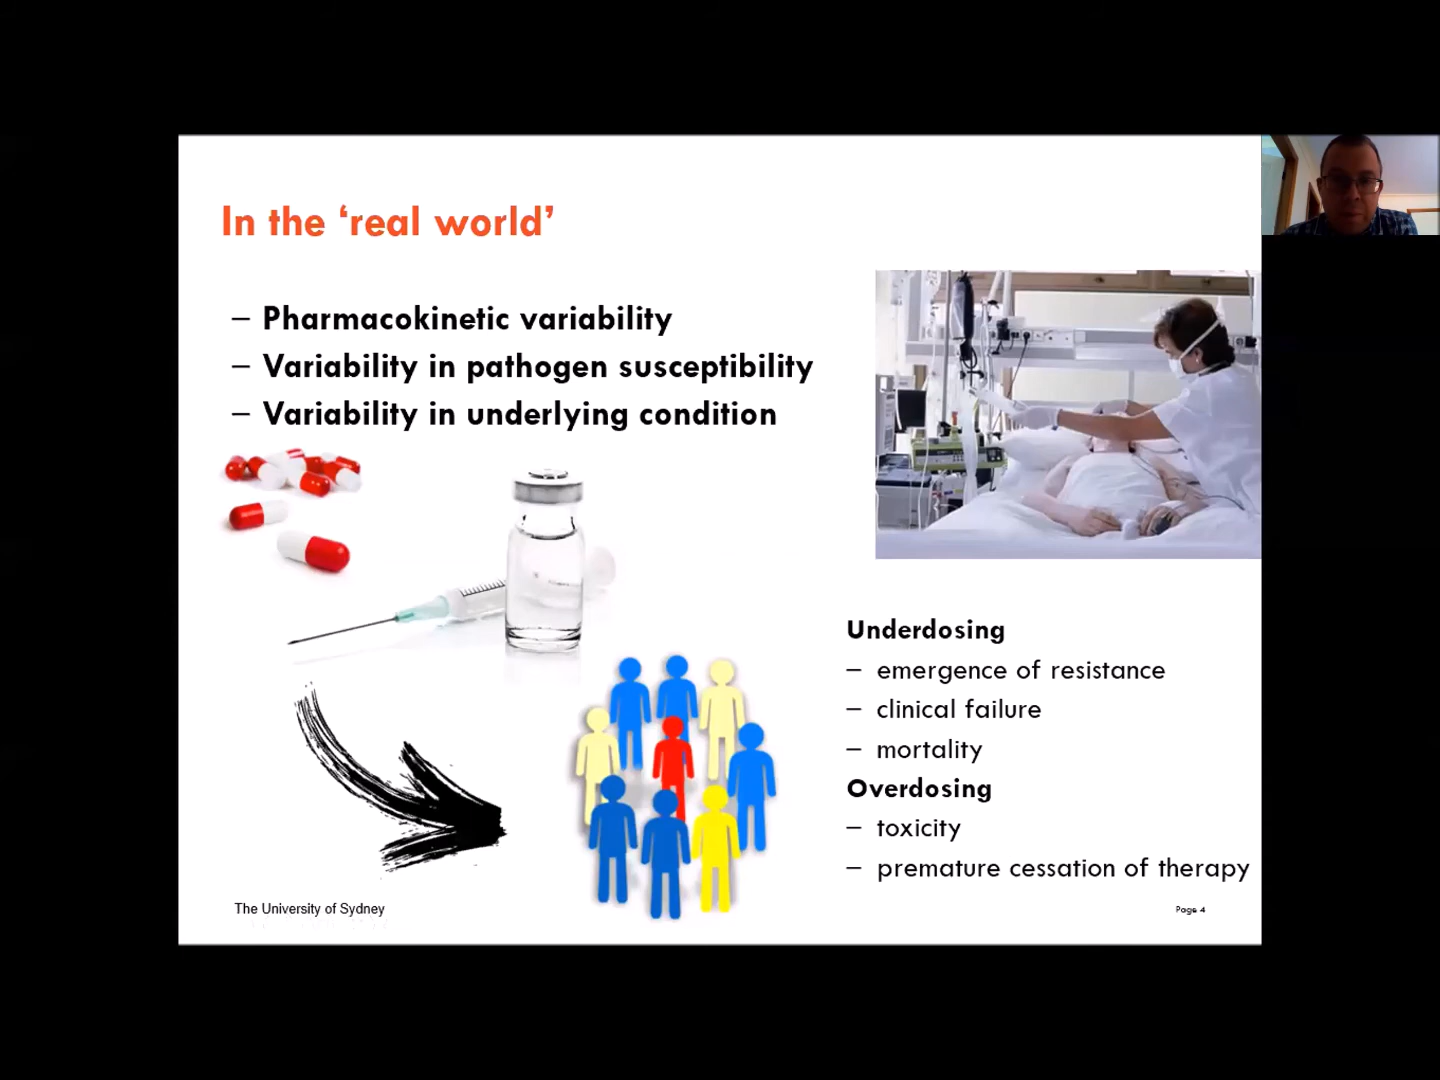 In the ‘real world’
– Pharmacokinetic variability
– Variability in pathogen susceptibility
– Variability in underlying condition
Underdosing
– emergence of resistance
– clinical failure
– mortality
Overdosing
– toxicity
– premature cessation of therapy
The University of Sydney
Page 4